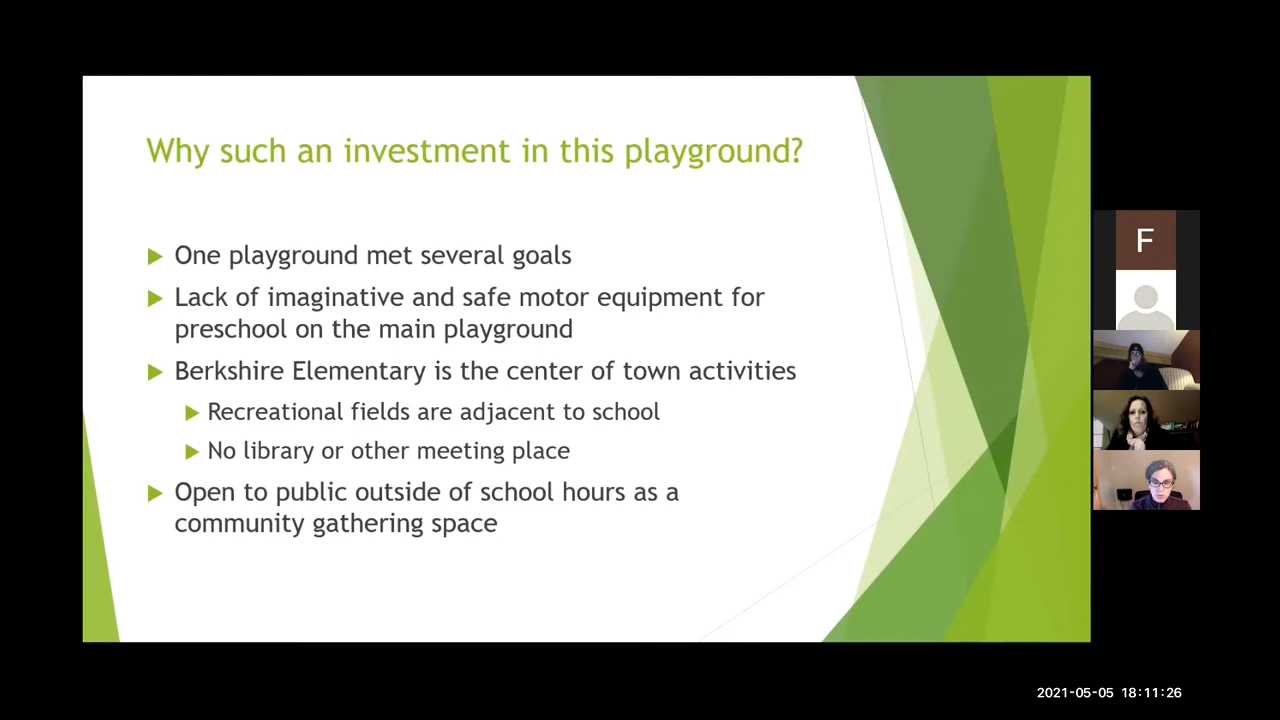 Why such an investment in this playground?
One playground met several goals
Lack of imaginative and safe motor equipment for
preschool on the main playground
Berkshire Elementary is the center of town activities
Recreational fields are adjacent to school
No library or other meeting place
Open to public outside of school hours as a
community gathering space
F
2021-05-05 18:11:26